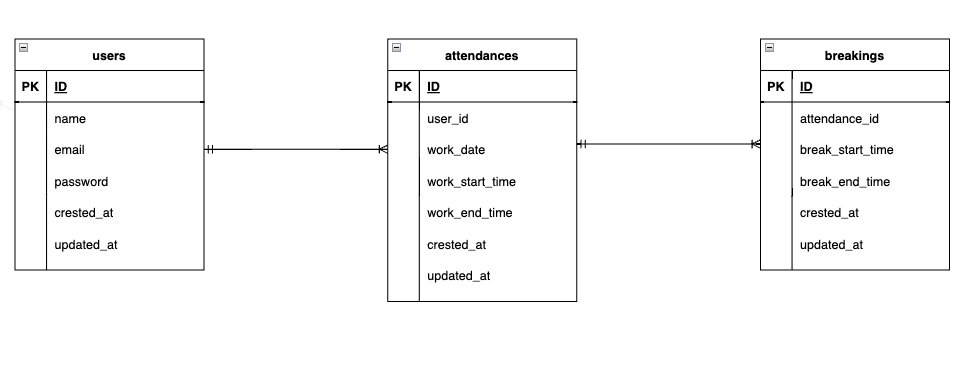 users
PK ID
name
email
password
crested_at
updated_at
attendances
PK ID
user_id
work_date
work_start_time
work_end_time
crested_at
updated_at
breakings
PK ID
attendance_id
break_start_time
break_end_time
crested_at
updated_at